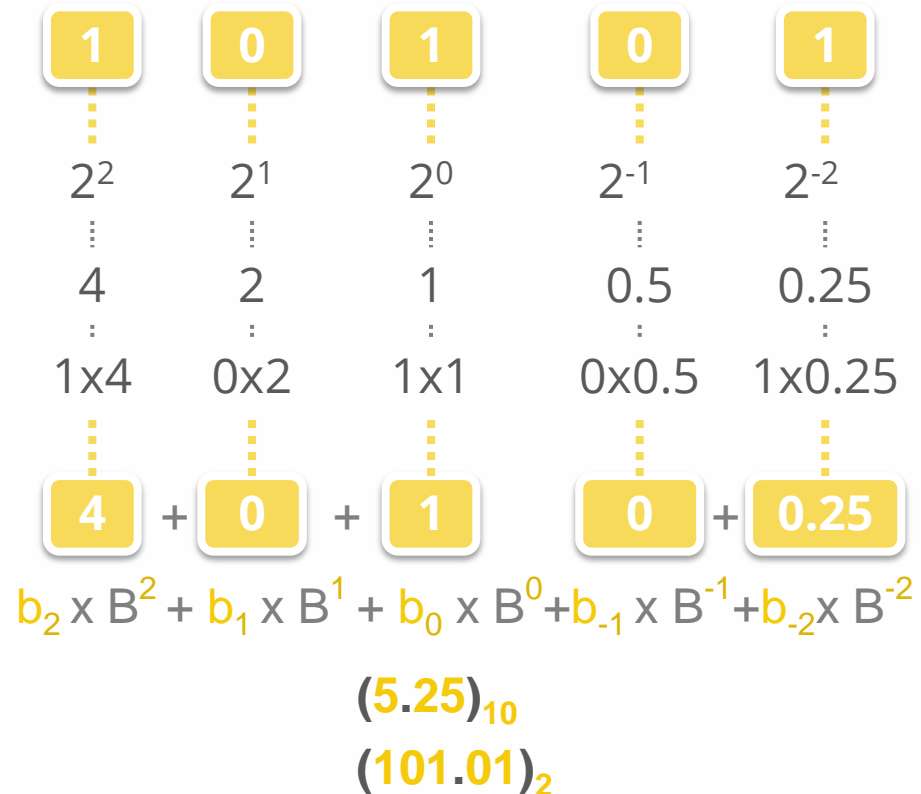 1 0 1 0 1
2² 2¹ 2⁰ 2⁻¹ 2⁻²
4 2 1 0.5 0.25
1x4 0x2 1x1 0x0.5 1x0.25
4 + 0 + 1 0 + 0.25
b₂ x B² + b₁ x B¹ + b₀ x B⁰+b₋₁ x B⁻¹+b₋₂x B⁻²
(5.25)₁₀
(101.01)₂